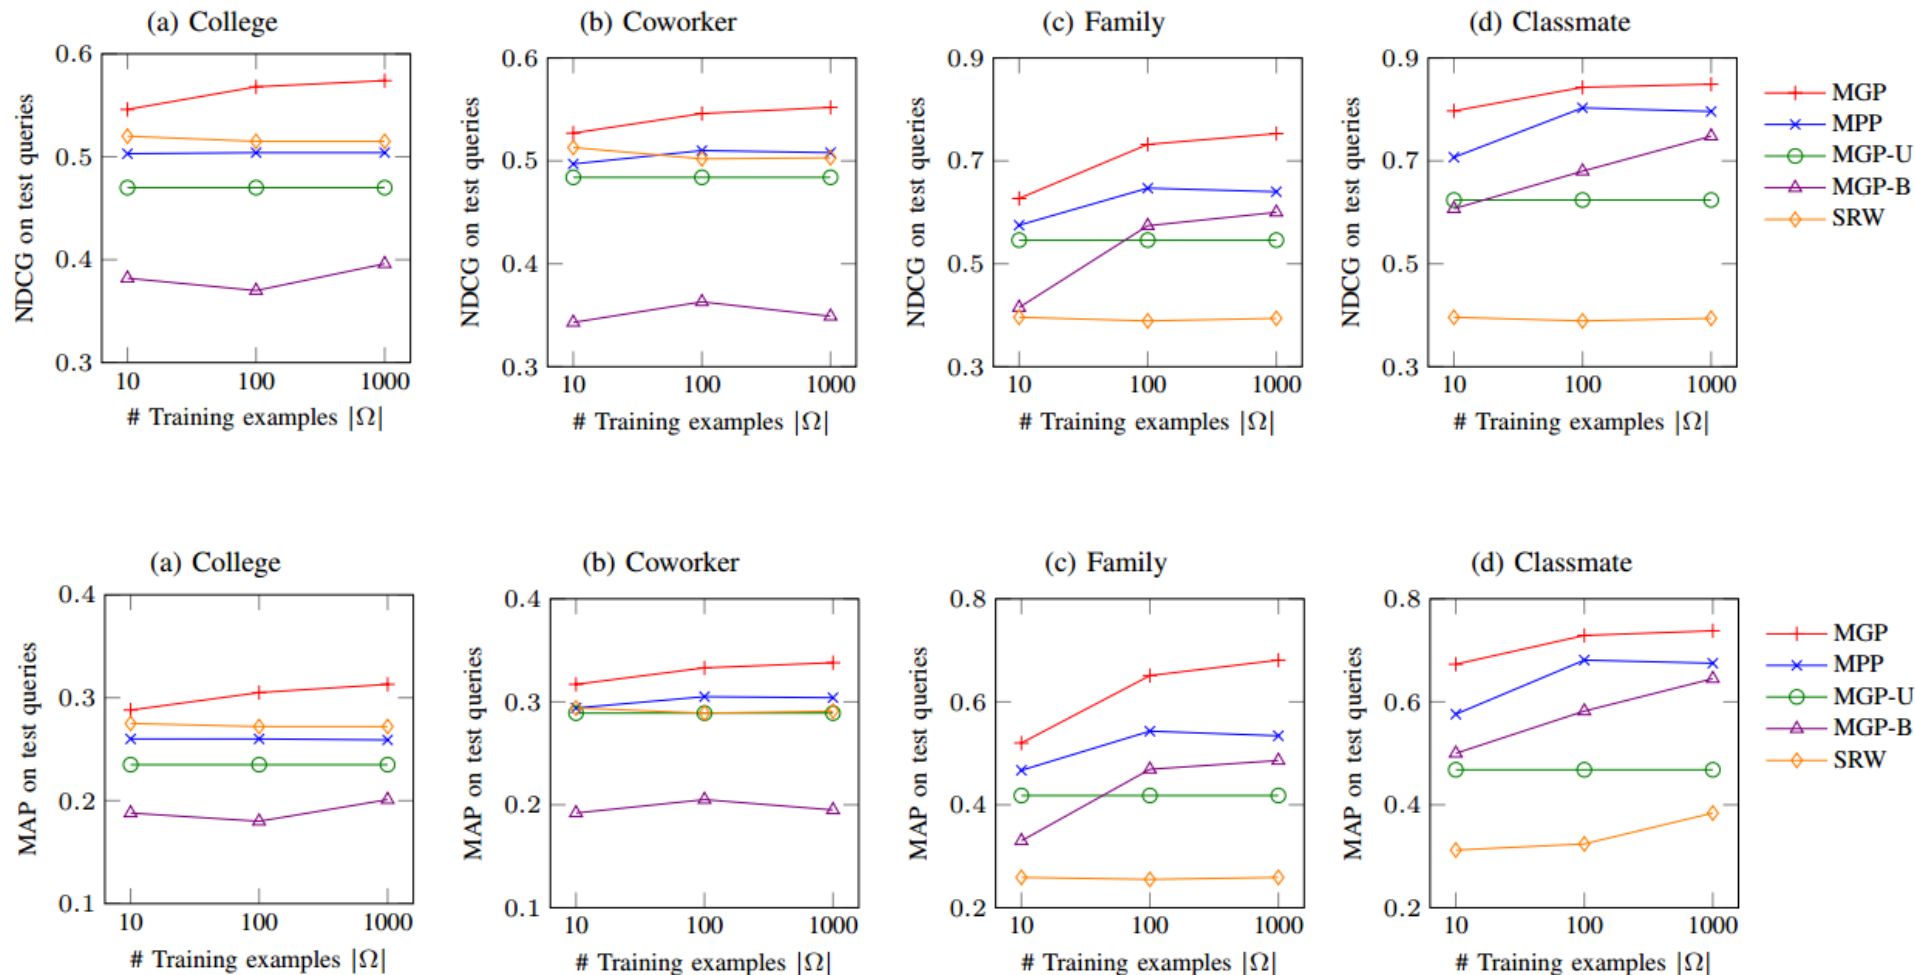 (a) College
(b) Coworker
(c) Family
(d) Classmate
NDCG on test queries
0.6
0.5
0.4
0.3
10 100 1000
# Training examples |Ω|
NDCG on test queries
0.6
0.5
0.4
0.3
10 100 1000
# Training examples |Ω|
NDCG on test queries
0.9
0.7
0.5
0.3
10 100 1000
# Training examples |Ω|
NDCG on test queries
0.9
0.7
0.5
0.3
10 100 1000
# Training examples |Ω|
MGP
MPP
MGP-U
MGP-B
SRW
(a) College
(b) Coworker
(c) Family
(d) Classmate
MAP on test queries
0.4
0.3
0.2
0.1
10 100 1000
# Training examples |Ω|
MAP on test queries
0.4
0.3
0.2
0.1
10 100 1000
# Training examples |Ω|
MAP on test queries
0.8
0.6
0.4
0.2
10 100 1000
# Training examples |Ω|
MAP on test queries
0.8
0.6
0.4
0.2
10 100 1000
# Training examples |Ω|
MGP
MPP
MGP-U
MGP-B
SRW